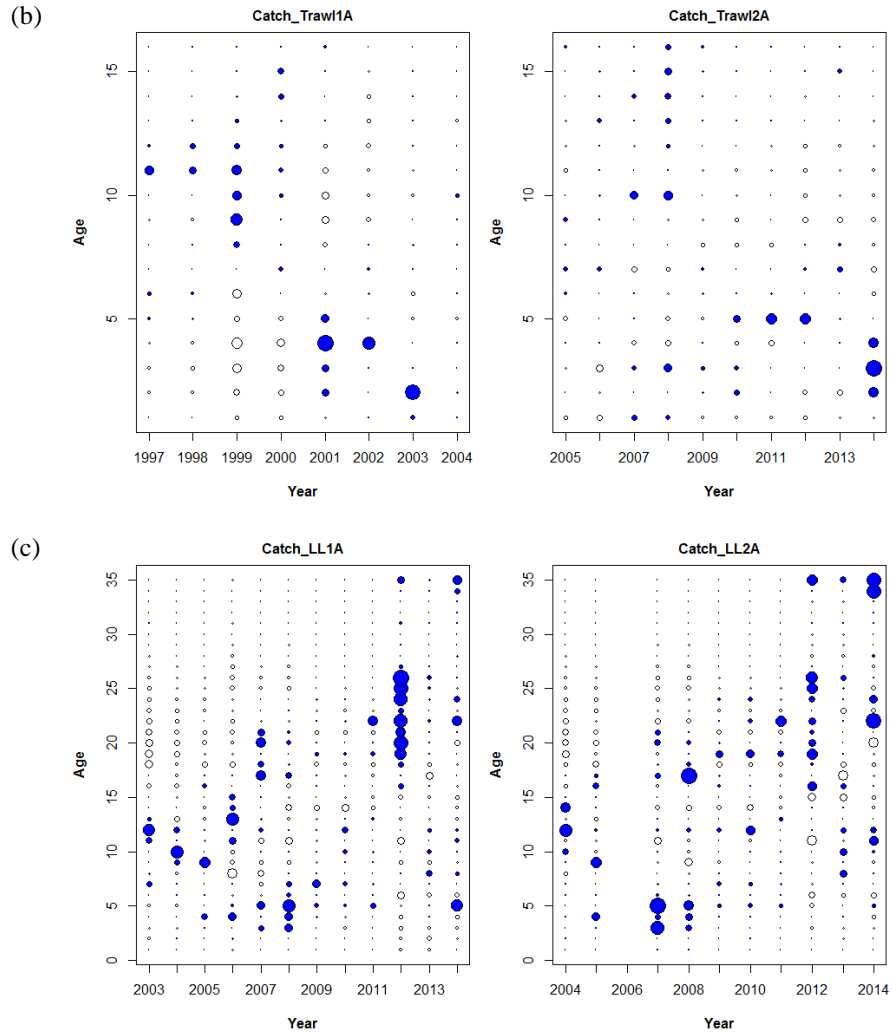 (b)
Catch_Trawl1A
Catch_Trawl2A
Age
15
10
5
1997 1998 1999 2000 2001 2002 2003 2004
Year
Age
15
10
5
2005 2007 2009 2011 2013
Year
(c)
Catch_LL1A
Catch_LL2A
Age
35
30
25
20
15
10
5
0
2003 2005 2007 2009 2011 2013
Year
Age
35
30
25
20
15
10
5
0
2004 2006 2008 2010 2012 2014
Year